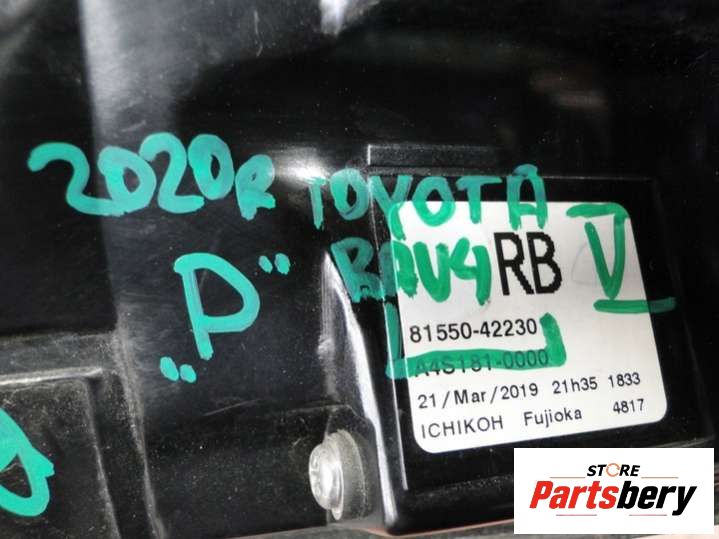 2020R TOYOTA
„P" RAV4 RB V
81550-42230
A4S181-0000
21/Mar/2019 21h35 1833
ICHIKOH Fujioka 4817
STORE
Partsbery